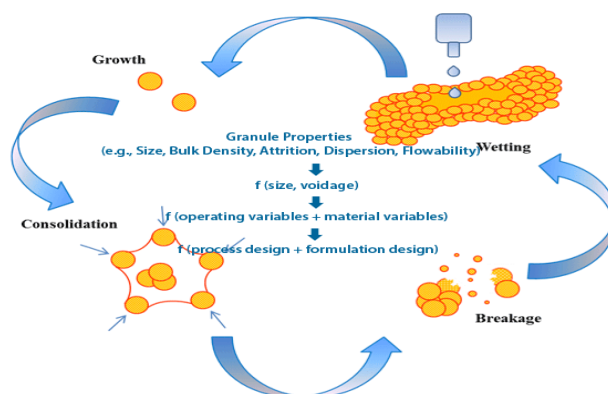 Growth
Granule Properties
(e.g., Size, Bulk Density, Attrition, Dispersion, Flowability)
Wetting
f (size, voidage)
f (operating variables + material variables)
Consolidation
f (process design + formulation design)
Breakage